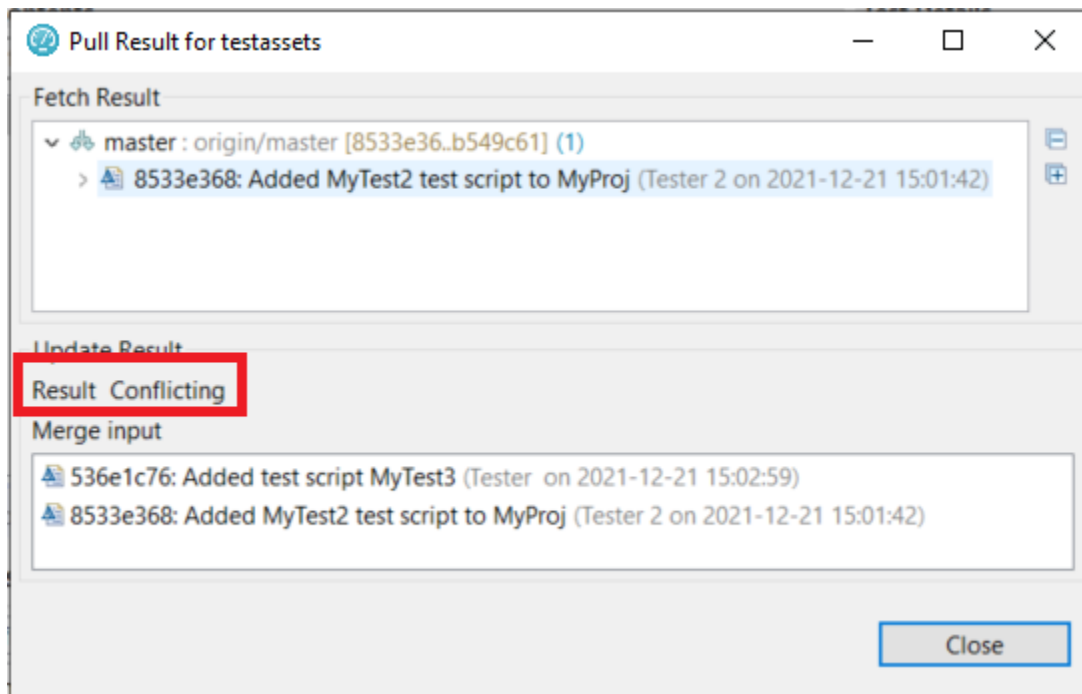 Pull Result for testassets
Fetch Result
master : origin/master [8533e36..b549c61] (1)
8533e368: Added MyTest2 test script to MyProj (Tester 2 on 2021-12-21 15:01:42)
Update Result
Result Conflicting
Merge input
536e1c76: Added test script MyTest3 (Tester on 2021-12-21 15:02:59)
8533e368: Added MyTest2 test script to MyProj (Tester 2 on 2021-12-21 15:01:42)
Close